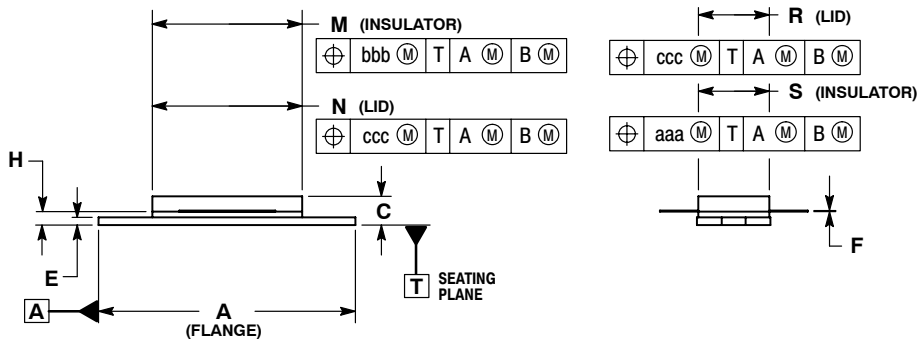 M (INSULATOR)
⌖ bbb Ⓜ T A Ⓜ B Ⓜ
N (LID)
⌖ ccc Ⓜ T A Ⓜ B Ⓜ
R (LID)
⌖ ccc Ⓜ T A Ⓜ B Ⓜ
S (INSULATOR)
⌖ aaa Ⓜ T A Ⓜ B Ⓜ
H
C
E
F
T SEATING
PLANE
A
A
(FLANGE)